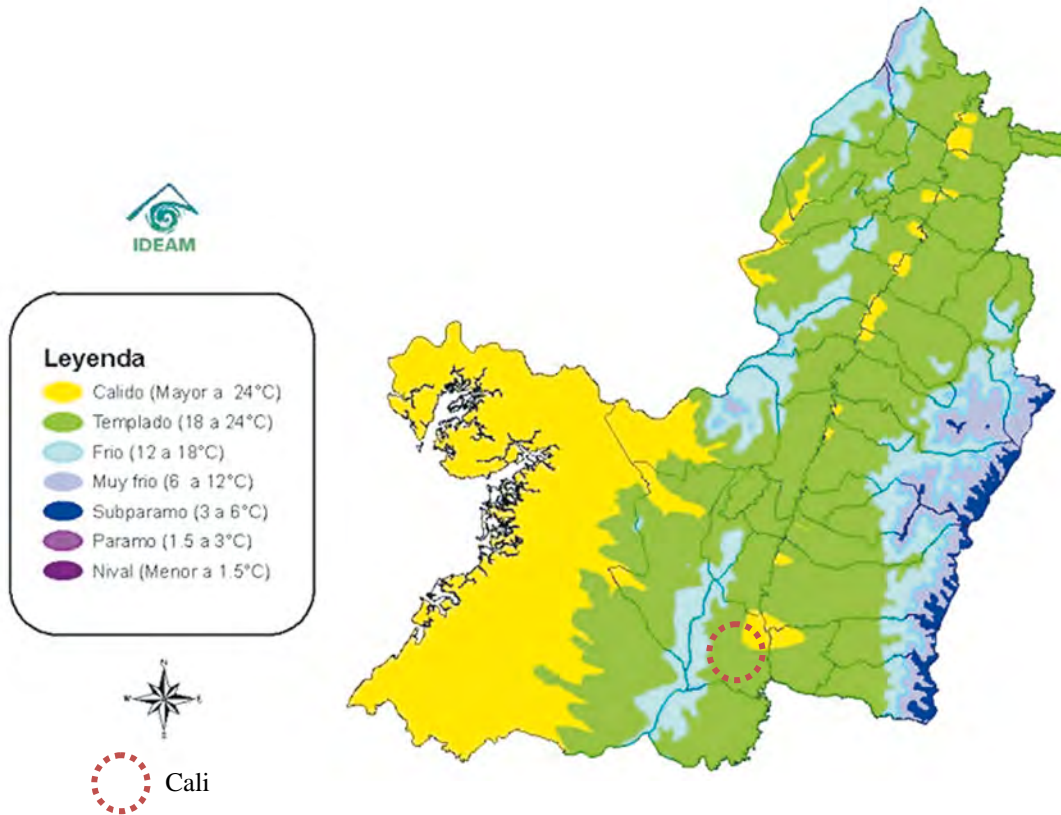 IDEAM
Leyenda
Calido (Mayor a 24°C)
Templado (18 a 24°C)
Frio (12 a 18°C)
Muy frio (6 a 12°C)
Subparamo (3 a 6°C)
Paramo (1.5 a 3°C)
Nival (Menor a 1.5°C)
N
W E
S
Cali